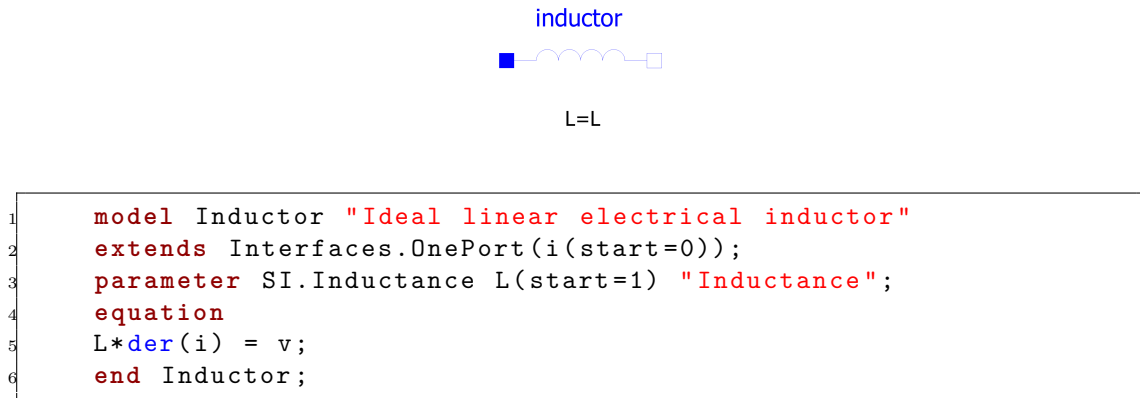 inductor
L=L
1 model Inductor "Ideal linear electrical inductor"
2 extends Interfaces.OnePort(i(start=0));
3 parameter SI.Inductance L(start=1) "Inductance";
4 equation
5 L*der(i) = v;
6 end Inductor;